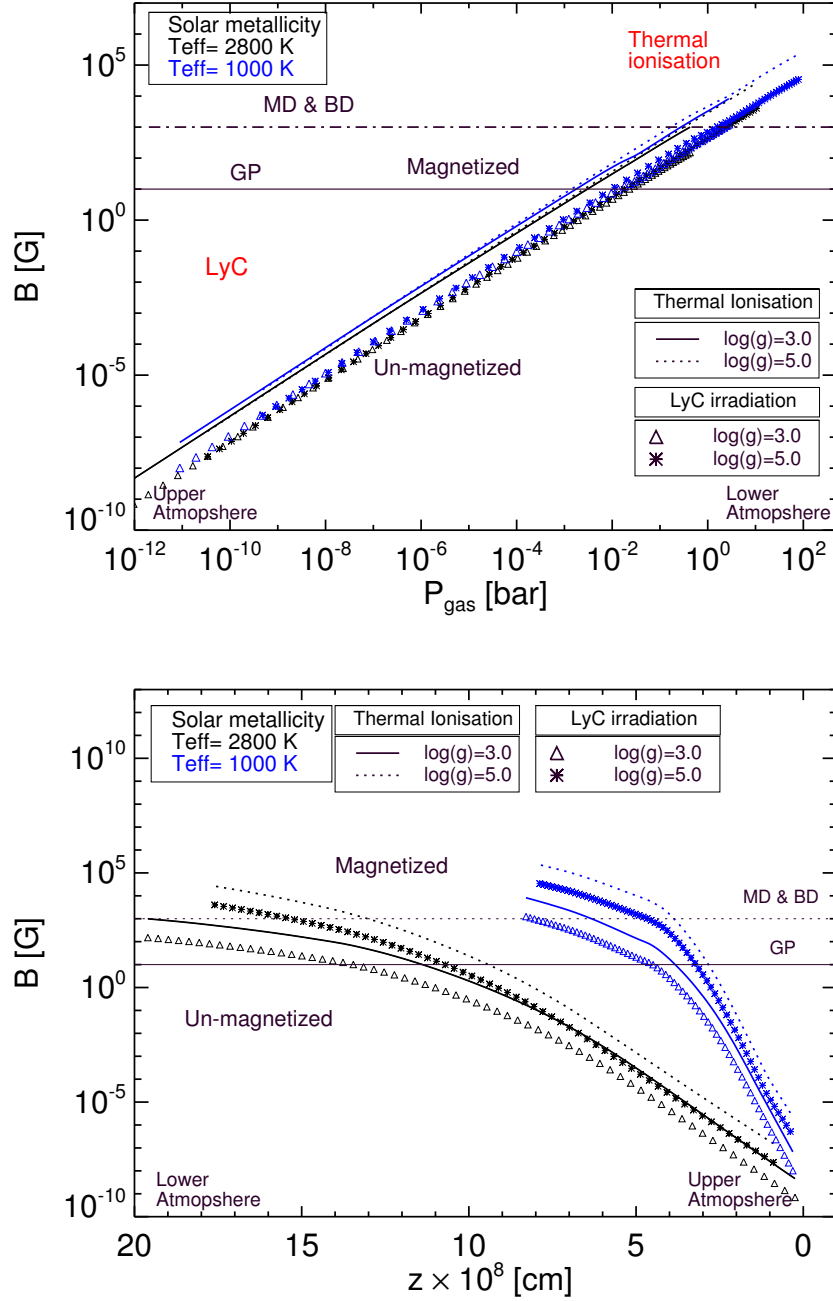 Solar metallicity
Teff= 2800 K
Teff= 1000 K
Thermal
ionisation
MD & BD
GP
Magnetized
LyC
Un-magnetized
Thermal Ionisation
log(g)=3.0
log(g)=5.0
LyC irradiation
log(g)=3.0
log(g)=5.0
Upper
Atmopshere
Lower
Atmopshere
B [G]
10^5
10^0
10^-5
10^-10
10^-12 10^-10 10^-8 10^-6 10^-4 10^-2 10^0 10^2
P_gas [bar]
Solar metallicity
Teff= 2800 K
Teff= 1000 K
Thermal Ionisation
log(g)=3.0
log(g)=5.0
LyC irradiation
log(g)=3.0
log(g)=5.0
Magnetized
MD & BD
GP
Un-magnetized
Lower
Atmopshere
Upper
Atmopshere
B [G]
10^10
10^5
10^0
10^-5
10^-10
20 15 10 5 0
z × 10^8 [cm]